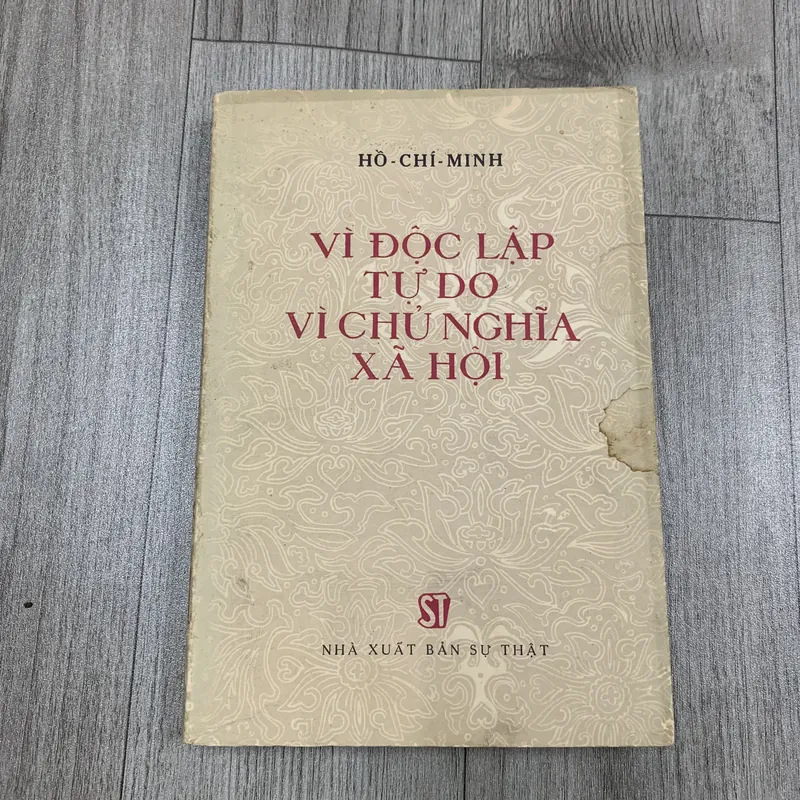 HỒ-CHÍ-MINH
VÌ ĐỘC LẬP
TỰ DO
VÌ CHỦ NGHĨA
XÃ HỘI
ST
NHÀ XUẤT BẢN SỰ THẬT